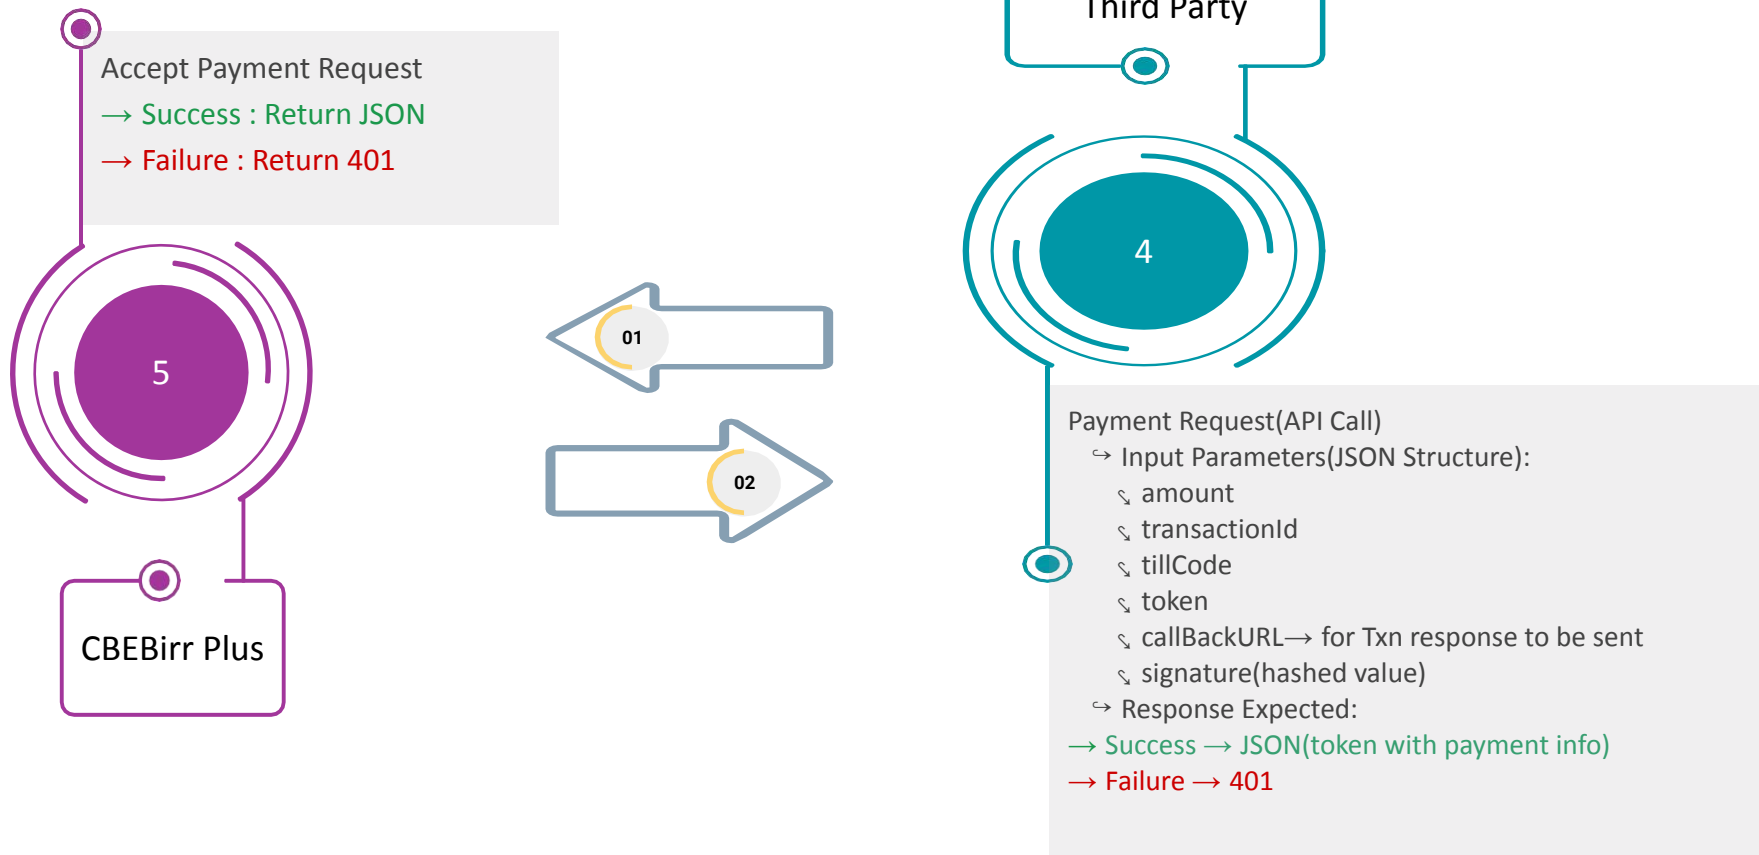 Third Party
Accept Payment Request
→ Success : Return JSON
→ Failure : Return 401
4
01
5
02
CBEBirr Plus
Payment Request(API Call)
↪ Input Parameters(JSON Structure):
⤥ amount
⤥ transactionId
⤥ tillCode
⤥ token
⤥ callBackURL→ for Txn response to be sent
⤥ signature(hashed value)
↪ Response Expected:
→ Success → JSON(token with payment info)
→ Failure → 401